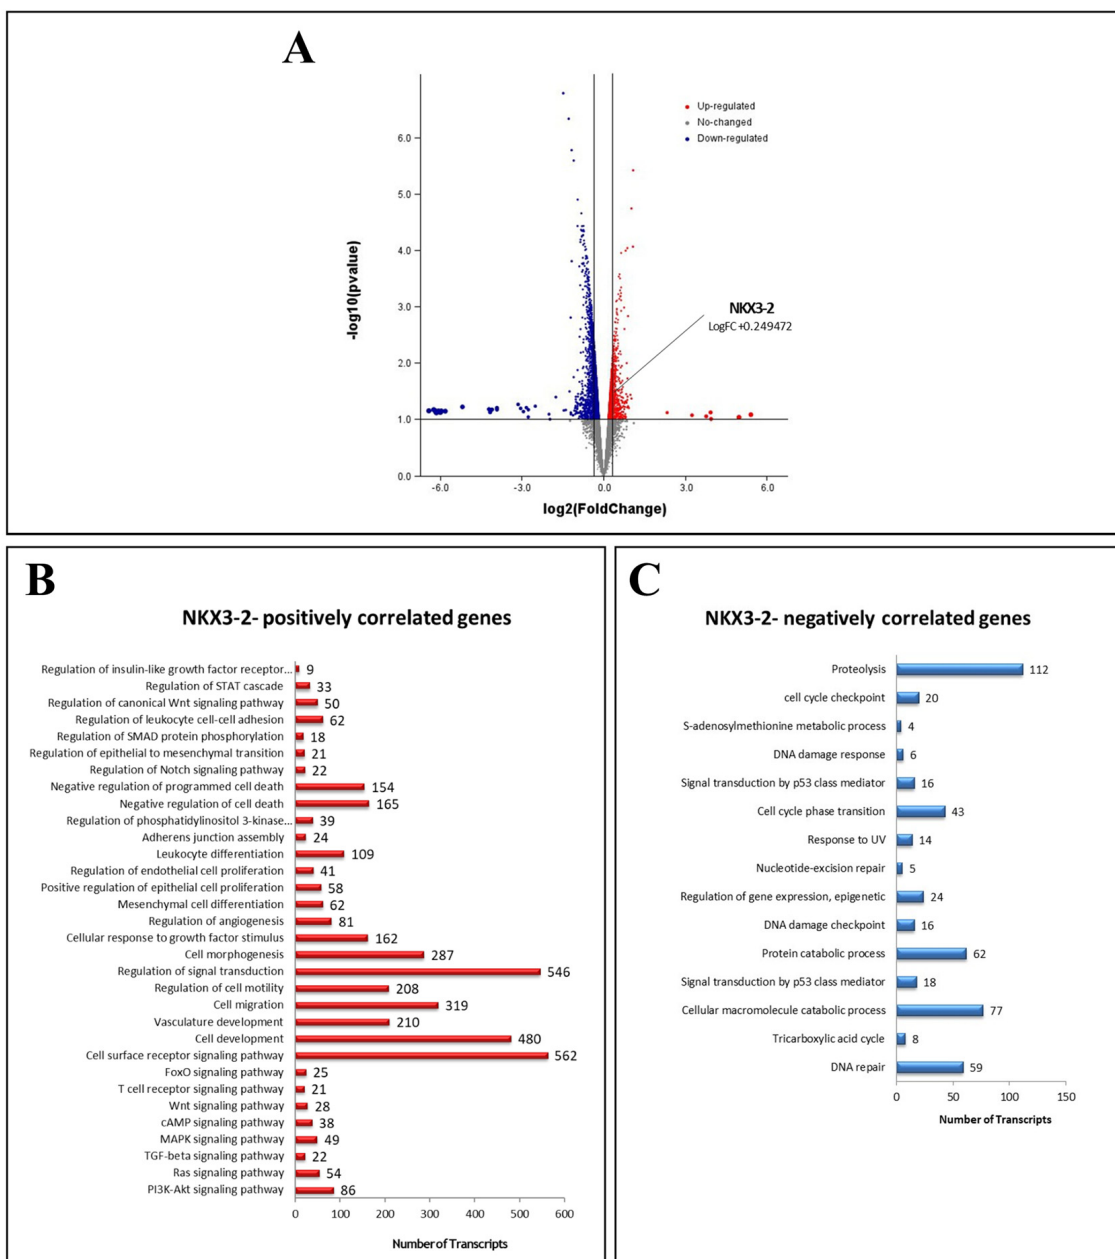 A
Up-regulated
No-changed
Down-regulated
6.0
5.0
4.0
3.0
2.0
1.0
0.0
-log10(pvalue)
NKX3-2
LogFC +0.249472
-6.0 -3.0 0.0 3.0 6.0
log2(FoldChange)
B
NKX3-2- positively correlated genes
Regulation of insulin-like growth factor receptor... 9
Regulation of STAT cascade 33
Regulation of canonical Wnt signaling pathway 50
Regulation of leukocyte cell-cell adhesion 62
Regulation of SMAD protein phosphorylation 18
Regulation of epithelial to mesenchymal transition 21
Regulation of Notch signaling pathway 22
Negative regulation of programmed cell death 154
Negative regulation of cell death 165
Regulation of phosphatidylinositol 3-kinase... 39
Adherens junction assembly 24
Leukocyte differentiation 109
Regulation of endothelial cell proliferation 41
Positive regulation of epithelial cell proliferation 58
Mesenchymal cell differentiation 62
Regulation of angiogenesis 81
Cellular response to growth factor stimulus 162
Cell morphogenesis 287
Regulation of signal transduction 546
Regulation of cell motility 208
Cell migration 319
Vasculature development 210
Cell development 480
Cell surface receptor signaling pathway 562
FoxO signaling pathway 25
T cell receptor signaling pathway 21
Wnt signaling pathway 28
cAMP signaling pathway 38
MAPK signaling pathway 49
TGF-beta signaling pathway 22
Ras signaling pathway 54
PI3K-Akt signaling pathway 86
0 100 200 300 400 500 600
Number of Transcripts
C
NKX3-2- negatively correlated genes
Proteolysis 112
cell cycle checkpoint 20
S-adenosylmethionine metabolic process 4
DNA damage response 6
Signal transduction by p53 class mediator 16
Cell cycle phase transition 43
Response to UV 14
Nucleotide-excision repair 5
Regulation of gene expression, epigenetic 24
DNA damage checkpoint 16
Protein catabolic process 62
Signal transduction by p53 class mediator 18
Cellular macromolecule catabolic process 77
Tricarboxylic acid cycle 8
DNA repair 59
0 50 100 150
Number of Transcripts